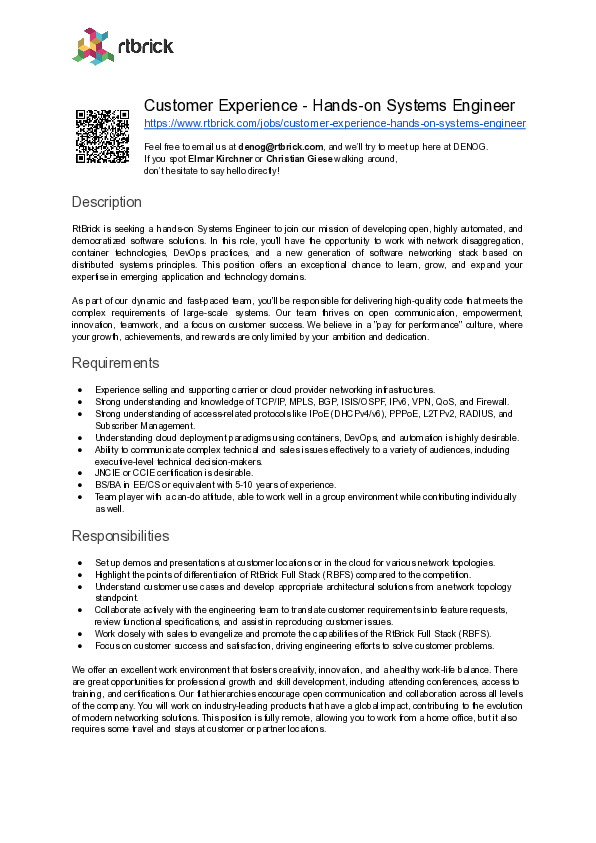 rtbrick
Customer Experience - Hands-on Systems Engineer
https://www.rtbrick.com/jobs/customer-experience-hands-on-systems-engineer
Feel free to email us at denog@rtbrick.com, and we'll try to meet up here at DENOG.
If you spot Elmar Kirchner or Christian Giese walking around,
don't hesitate to say hello directly!
Description
RtBrick is seeking a hands-on Systems Engineer to join our mission of developing open, highly automated, and
democratized software solutions. In this role, you'll have the opportunity to work with network disaggregation,
container technologies, DevOps practices, and a new generation of software networking stack based on
distributed systems principles. This position offers an exceptional chance to learn, grow, and expand your
expertise in emerging application and technology domains.
As part of our dynamic and fast-paced team, you'll be responsible for delivering high-quality code that meets the
complex requirements of large-scale systems. Our team thrives on open communication, empowerment,
innovation, teamwork, and a focus on customer success. We believe in a "pay for performance" culture, where
your growth, achievements, and rewards are only limited by your ambition and dedication.
Requirements
● Experience selling and supporting carrier or cloud provider networking infrastructures.
● Strong understanding and knowledge of TCP/IP, MPLS, BGP, ISIS/OSPF, IPv6, VPN, QoS, and Firewall.
● Strong understanding of access-related protocols like IPoE (DHCPv4/v6), PPPoE, L2TPv2, RADIUS, and
Subscriber Management.
● Understanding cloud deployment paradigms using containers, DevOps, and automation is highly desirable.
● Ability to communicate complex technical and sales issues effectively to a variety of audiences, including
executive-level technical decision-makers.
● JNCIE or CCIE certification is desirable.
● BS/BA in EE/CS or equivalent with 5-10 years of experience.
● Team player with a can-do attitude, able to work well in a group environment while contributing individually
as well.
Responsibilities
● Set up demos and presentations at customer locations or in the cloud for various network topologies.
● Highlight the points of differentiation of RtBrick Full Stack (RBFS) compared to the competition.
● Understand customer use cases and develop appropriate architectural solutions from a network topology
standpoint.
● Collaborate actively with the engineering team to translate customer requirements into feature requests,
review functional specifications, and assist in reproducing customer issues.
● Work closely with sales to evangelize and promote the capabilities of the RtBrick Full Stack (RBFS).
● Focus on customer success and satisfaction, driving engineering efforts to solve customer problems.
We offer an excellent work environment that fosters creativity, innovation, and a healthy work-life balance. There
are great opportunities for professional growth and skill development, including attending conferences, access to
training, and certifications. Our flat hierarchies encourage open communication and collaboration across all levels
of the company. You will work on industry-leading products that have a global impact, contributing to the evolution
of modern networking solutions. This position is fully remote, allowing you to work from a home office, but it also
requires some travel and stays at customer or partner locations.